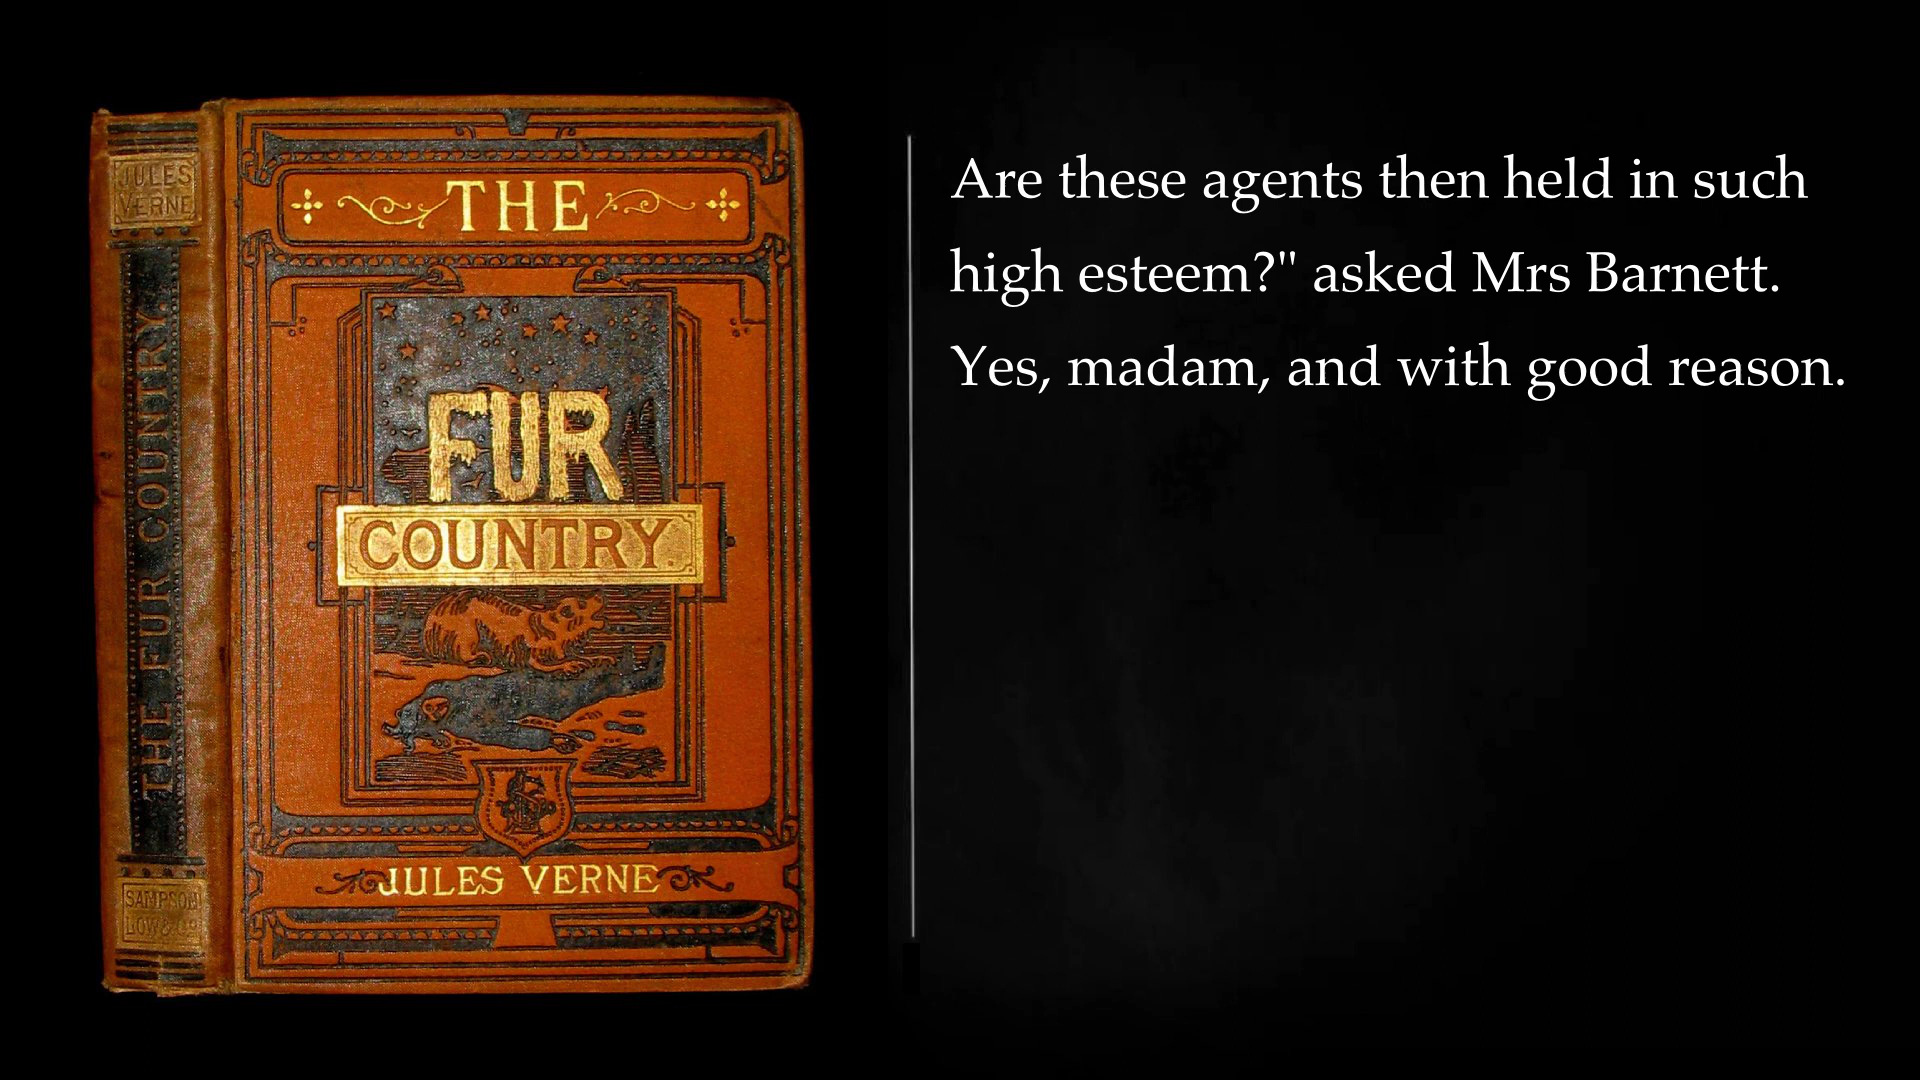 JULES
VERNE
THE FUR COUNTRY.
SAMPSON
LOW & Co
THE
FUR
COUNTRY.
JULES VERNE
Are these agents then held in such
high esteem?" asked Mrs Barnett.
Yes, madam, and with good reason.